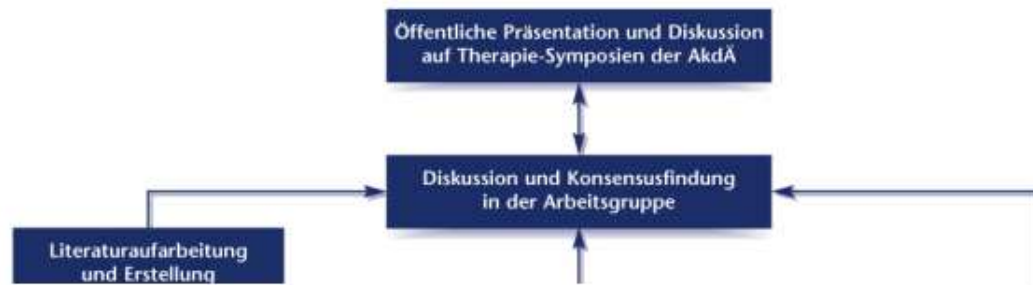 Öffentliche Präsentation und Diskussion
auf Therapie-Symposien der AkdÄ
Diskussion und Konsensusfindung
in der Arbeitsgruppe
Literaturaufarbeitung
und Erstellung